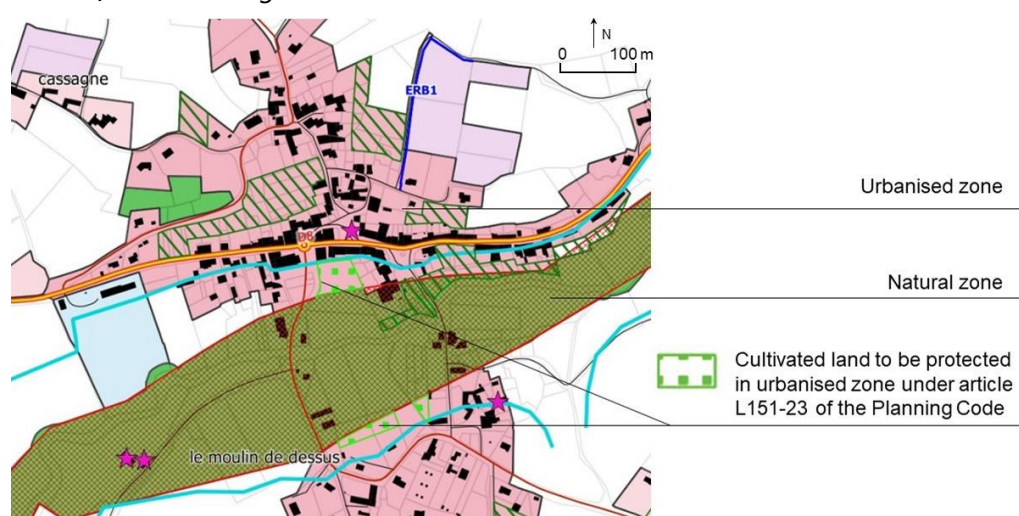 N
0 100 m
cassagne
ERB1
Urbanised zone
D8
Natural zone
Cultivated land to be protected
in urbanised zone under article
L151-23 of the Planning Code
le moulin de dessus